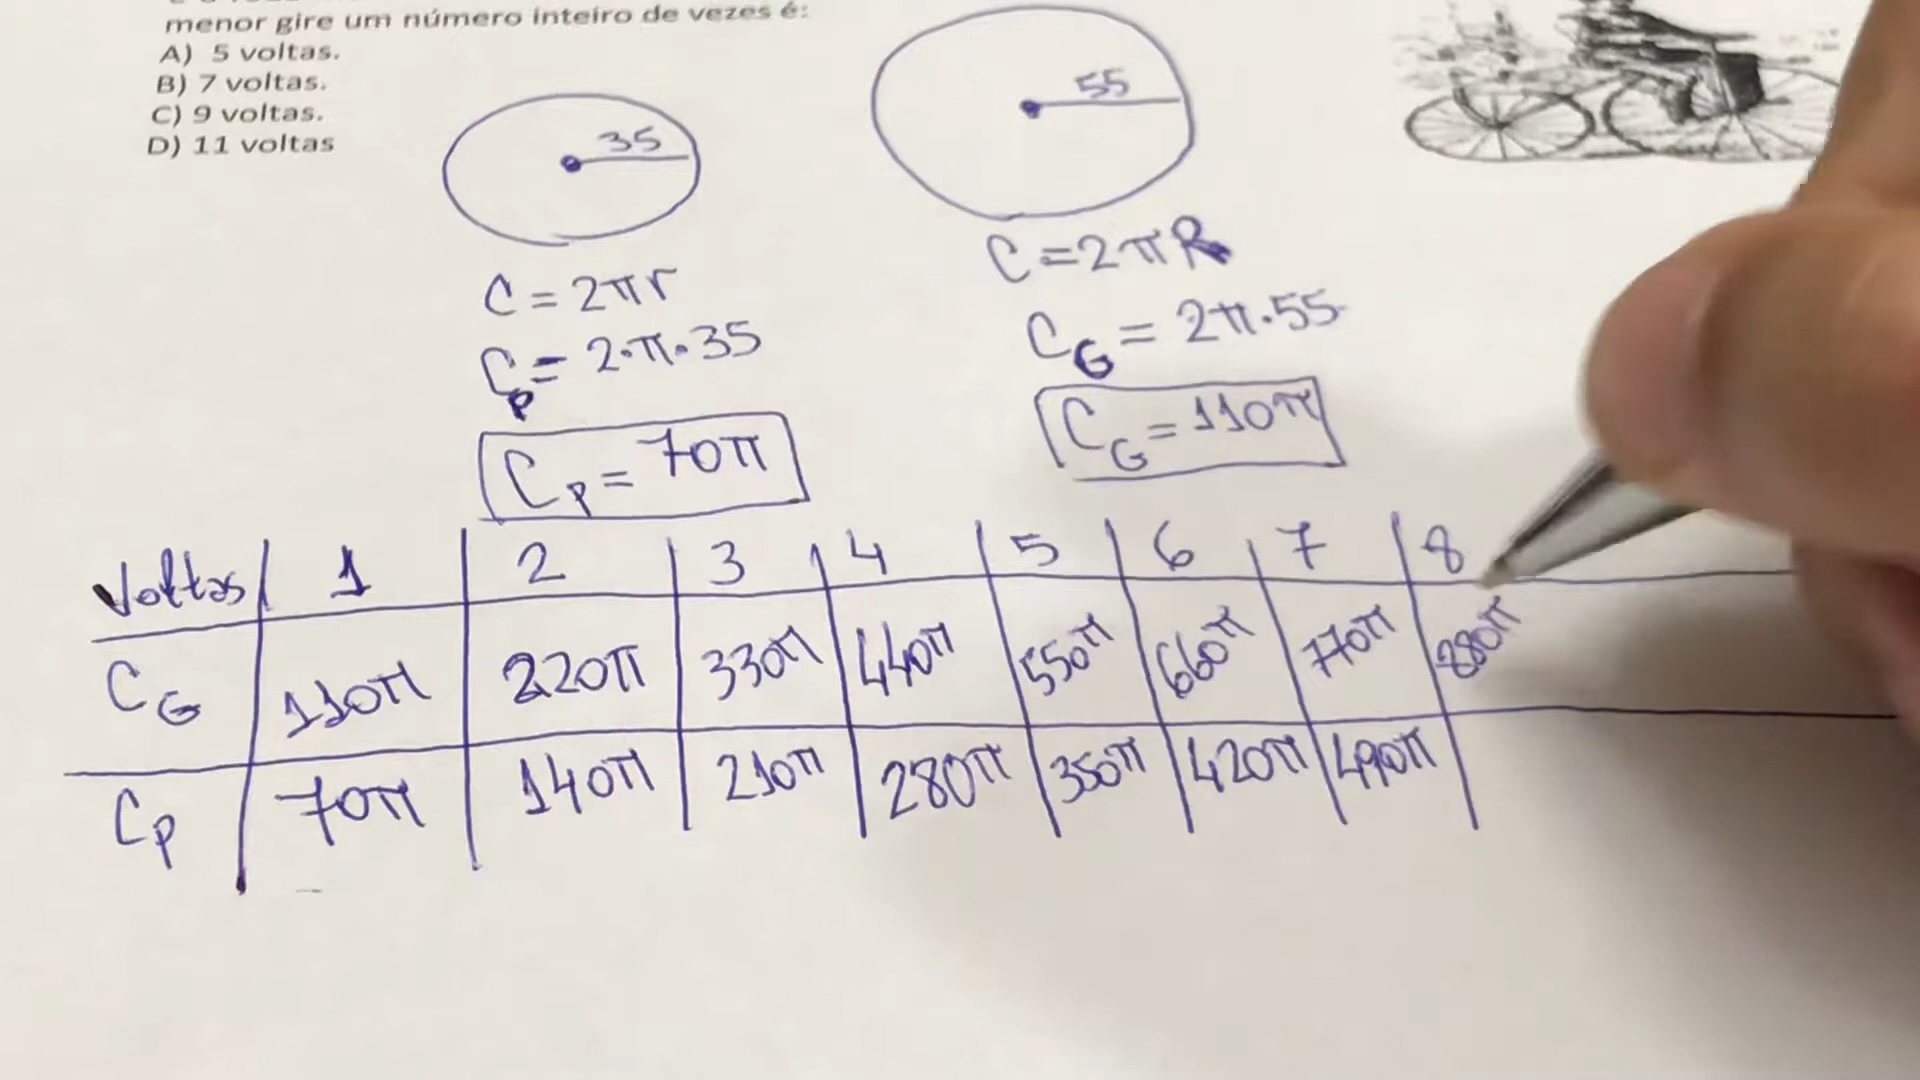 menor gire um número inteiro de vezes é:
A) 5 voltas.
B) 7 voltas.
C) 9 voltas.
D) 11 voltas
35
55
C = 2πr
C = 2πR
Cp = 2·π·35
CG = 2π·55
Cp = 70π
CG = 110π
Voltas 1 2 3 4 5 6 7 8
CG 110π 220π 330π 440π 550π 660π 770π 880π
Cp 70π 140π 210π 280π 350π 420π 490π